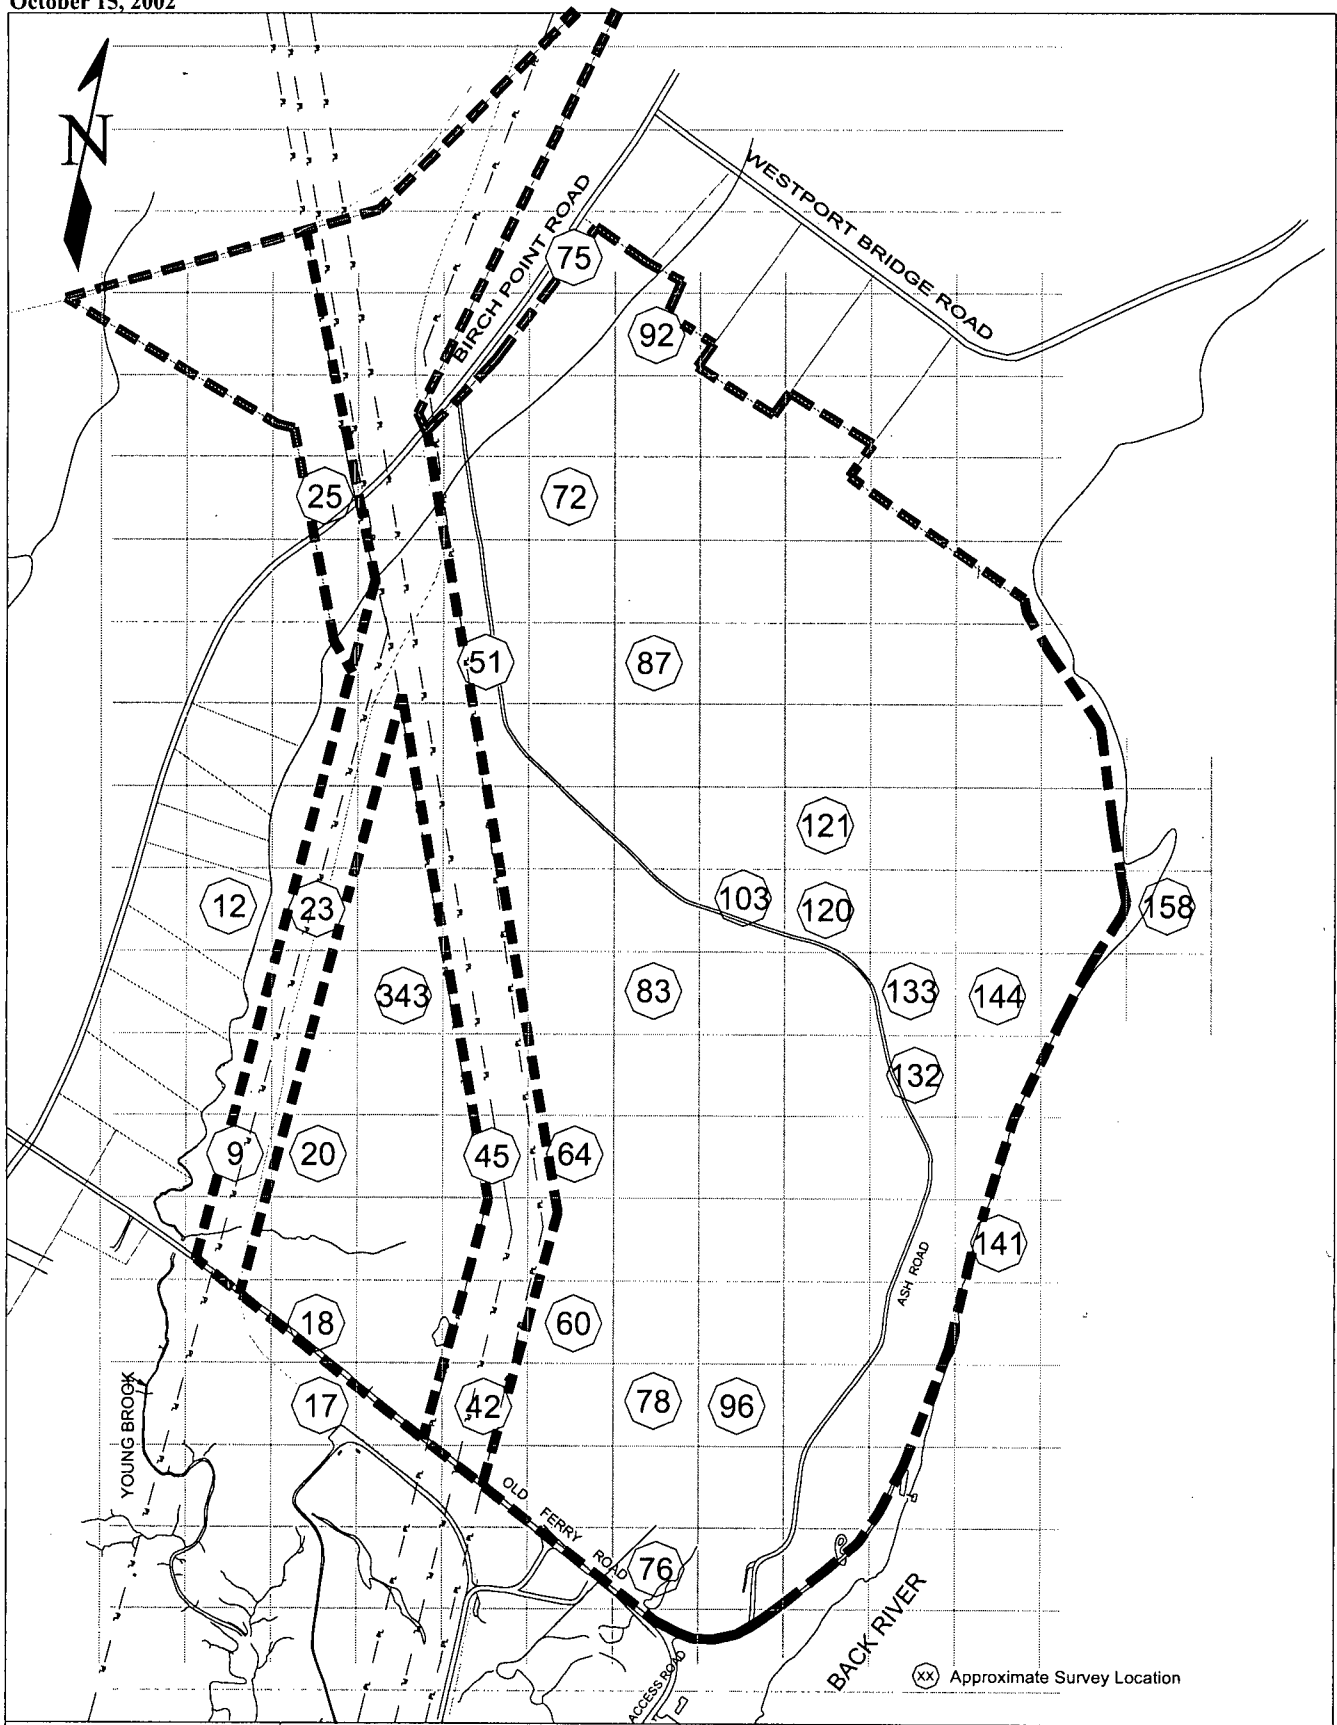 October 15, 2002
N
WESTPORT BRIDGE ROAD
BIRCH POINT ROAD
75
92
25
72
51
87
121
12
23
103
120
158
343
83
133
144
132
9
20
45
64
141
ASH ROAD
18
60
17
42
78
96
YOUNG BROOK
OLD FERRY ROAD
76
BACK RIVER
ACCESS ROAD
XX Approximate Survey Location